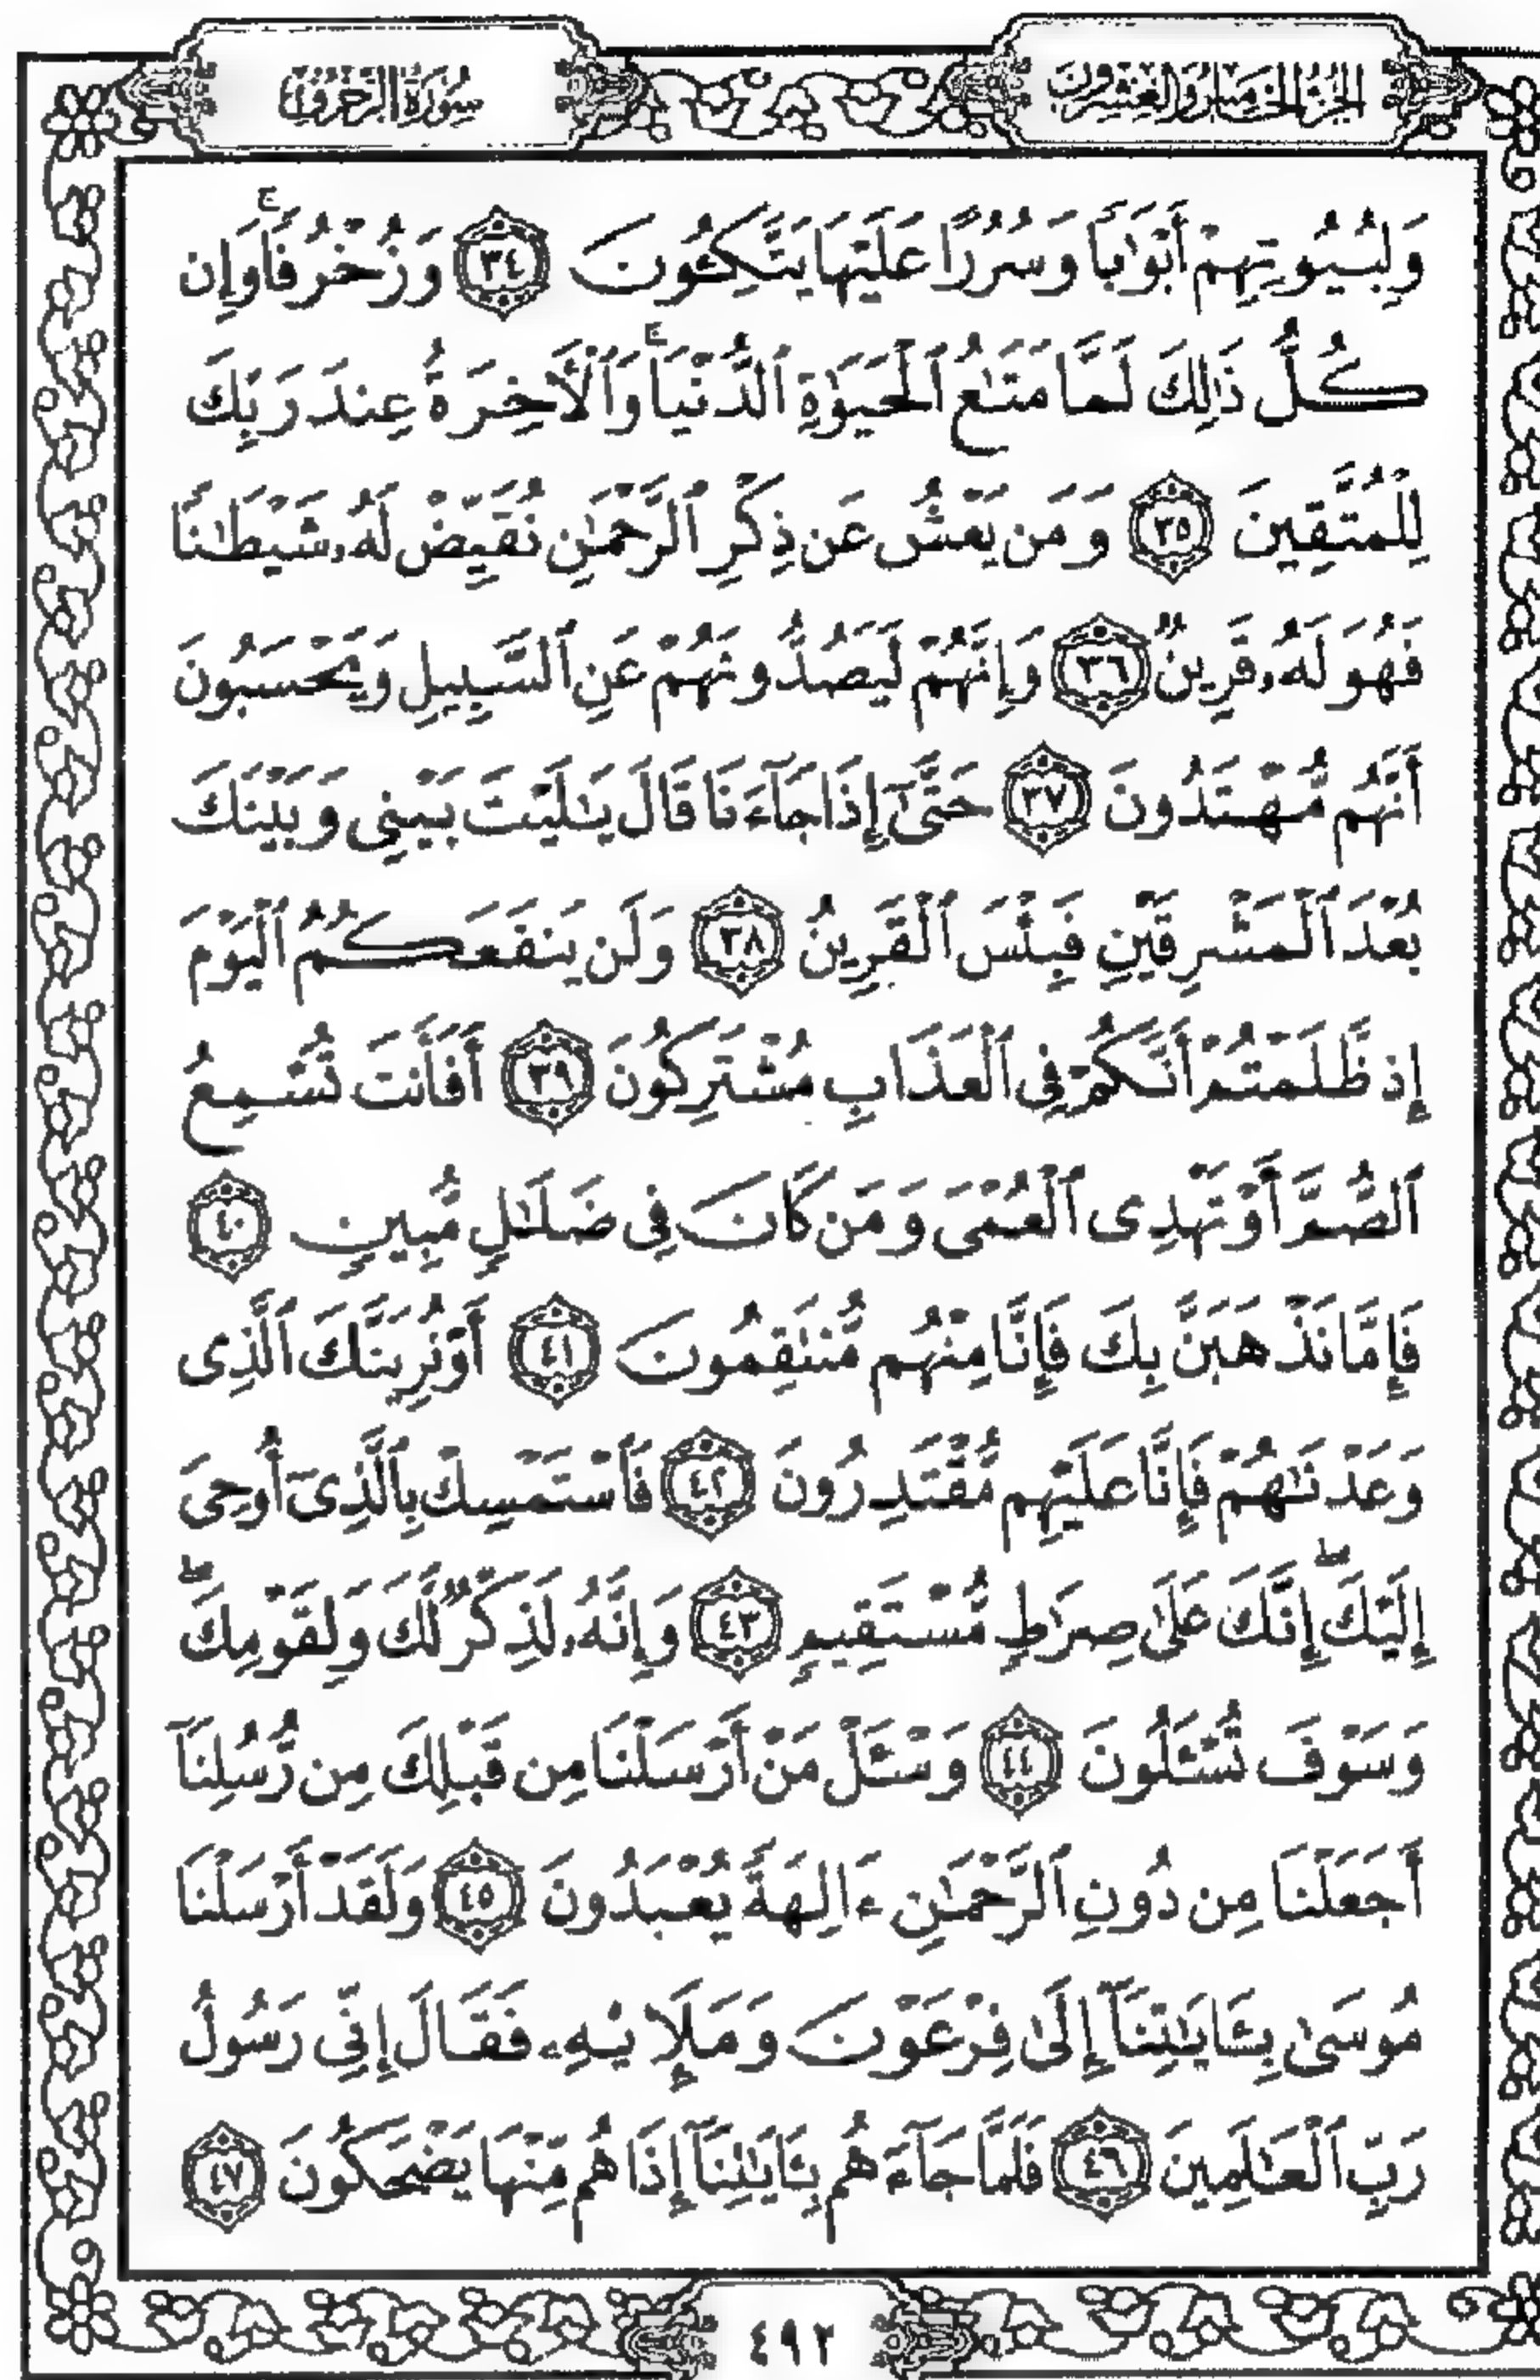 الجزء الخامس والعشرون
سورة الزخرف
وَلِبُيُوتِهِمْ أَبْوَٰبًا وَسُرُرًا عَلَيْهَا يَتَّكِـُٔونَ ٣٤ وَزُخْرُفًا ۚ وَإِن
كُلُّ ذَٰلِكَ لَمَّا مَتَـٰعُ ٱلْحَيَوٰةِ ٱلدُّنْيَا ۚ وَٱلْأَخِرَةُ عِندَ رَبِّكَ
لِلْمُتَّقِينَ ٣٥ وَمَن يَعْشُ عَن ذِكْرِ ٱلرَّحْمَـٰنِ نُقَيِّضْ لَهُۥ شَيْطَـٰنًا
فَهُوَ لَهُۥ قَرِينٌ ٣٦ وَإِنَّهُمْ لَيَصُدُّونَهُمْ عَنِ ٱلسَّبِيلِ وَيَحْسَبُونَ
أَنَّهُم مُّهْتَدُونَ ٣٧ حَتَّىٰٓ إِذَا جَآءَنَا قَالَ يَـٰلَيْتَ بَيْنِى وَبَيْنَكَ
بُعْدَ ٱلْمَشْرِقَيْنِ فَبِئْسَ ٱلْقَرِينُ ٣٨ وَلَن يَنفَعَكُمُ ٱلْيَوْمَ
إِذ ظَّلَمْتُمْ أَنَّكُمْ فِى ٱلْعَذَابِ مُشْتَرِكُونَ ٣٩ أَفَأَنتَ تُسْمِعُ
ٱلصُّمَّ أَوْ تَهْدِى ٱلْعُمْىَ وَمَن كَانَ فِى ضَلَـٰلٍ مُّبِينٍ ٤٠
فَإِمَّا نَذْهَبَنَّ بِكَ فَإِنَّا مِنْهُم مُّنتَقِمُونَ ٤١ أَوْ نُرِيَنَّكَ ٱلَّذِى
وَعَدْنَـٰهُمْ فَإِنَّا عَلَيْهِم مُّقْتَدِرُونَ ٤٢ فَٱسْتَمْسِكْ بِٱلَّذِىٓ أُوحِىَ
إِلَيْكَ ۖ إِنَّكَ عَلَىٰ صِرَٰطٍ مُّسْتَقِيمٍ ٤٣ وَإِنَّهُۥ لَذِكْرٌ لَّكَ وَلِقَوْمِكَ ۖ
وَسَوْفَ تُسْـَٔلُونَ ٤٤ وَسْـَٔلْ مَنْ أَرْسَلْنَا مِن قَبْلِكَ مِن رُّسُلِنَآ
أَجَعَلْنَا مِن دُونِ ٱلرَّحْمَـٰنِ ءَالِهَةً يُعْبَدُونَ ٤٥ وَلَقَدْ أَرْسَلْنَا
مُوسَىٰ بِـَٔايَـٰتِنَآ إِلَىٰ فِرْعَوْنَ وَمَلَإِيْهِۦ فَقَالَ إِنِّى رَسُولُ
رَبِّ ٱلْعَـٰلَمِينَ ٤٦ فَلَمَّا جَآءَهُم بِـَٔايَـٰتِنَآ إِذَا هُم مِّنْهَا يَضْحَكُونَ ٤٧
٤٩٢